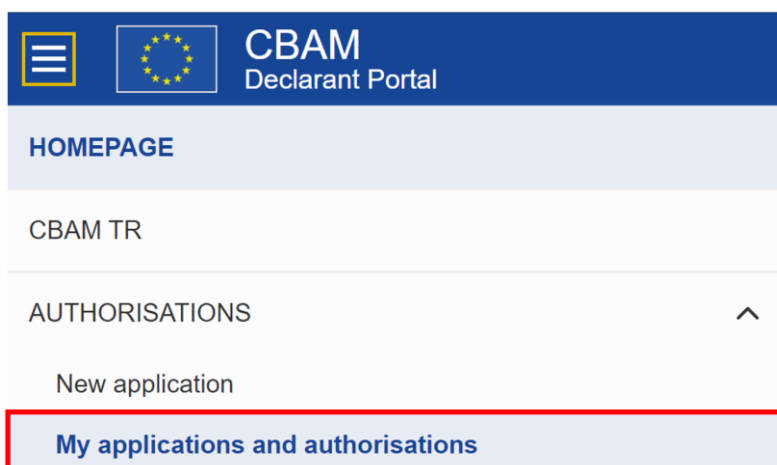 CBAM
Declarant Portal
HOMEPAGE
CBAM TR
AUTHORISATIONS
New application
My applications and authorisations